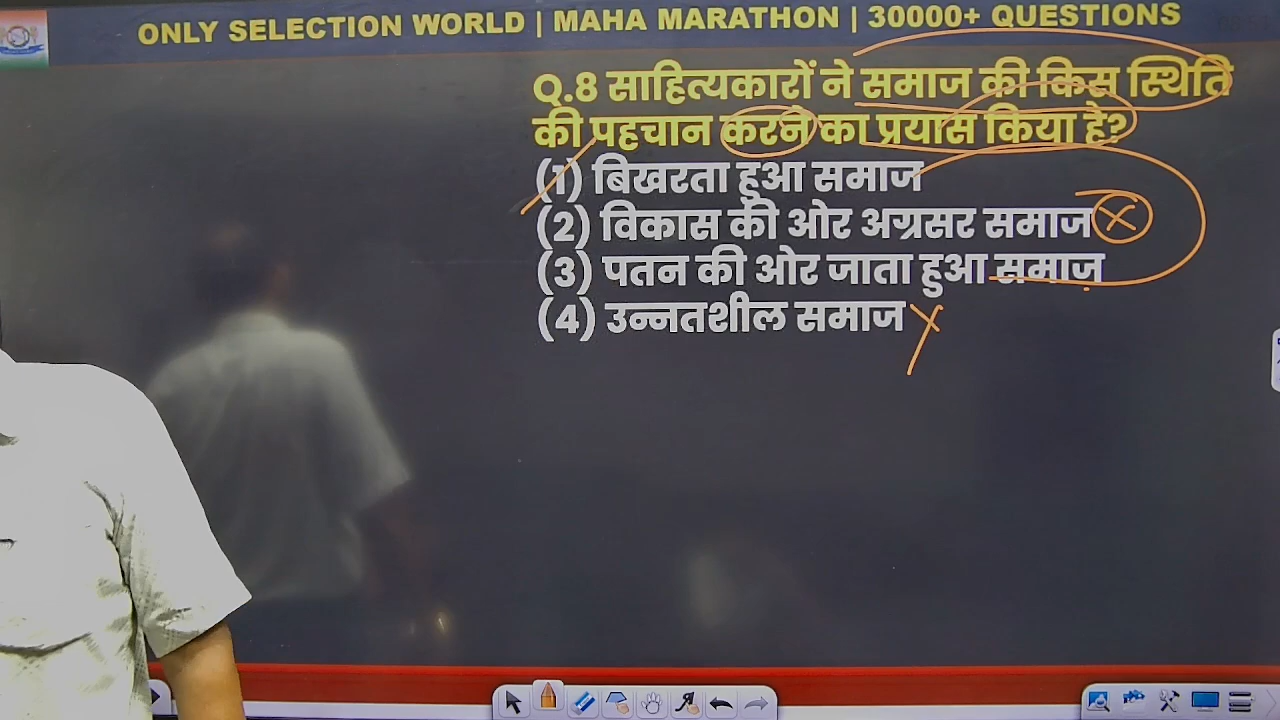 ONLY SELECTION WORLD | MAHA MARATHON | 30000+ QUESTIONS
Q.8 साहित्यकारों ने समाज की किस स्थिति
की पहचान करने का प्रयास किया हे?
(1) बिखरता हुआ समाज
(2) विकास की ओर अग्रसर समाज
(3) पतन की ओर जाता हुआ समाज
(4) उन्नतशील समाज